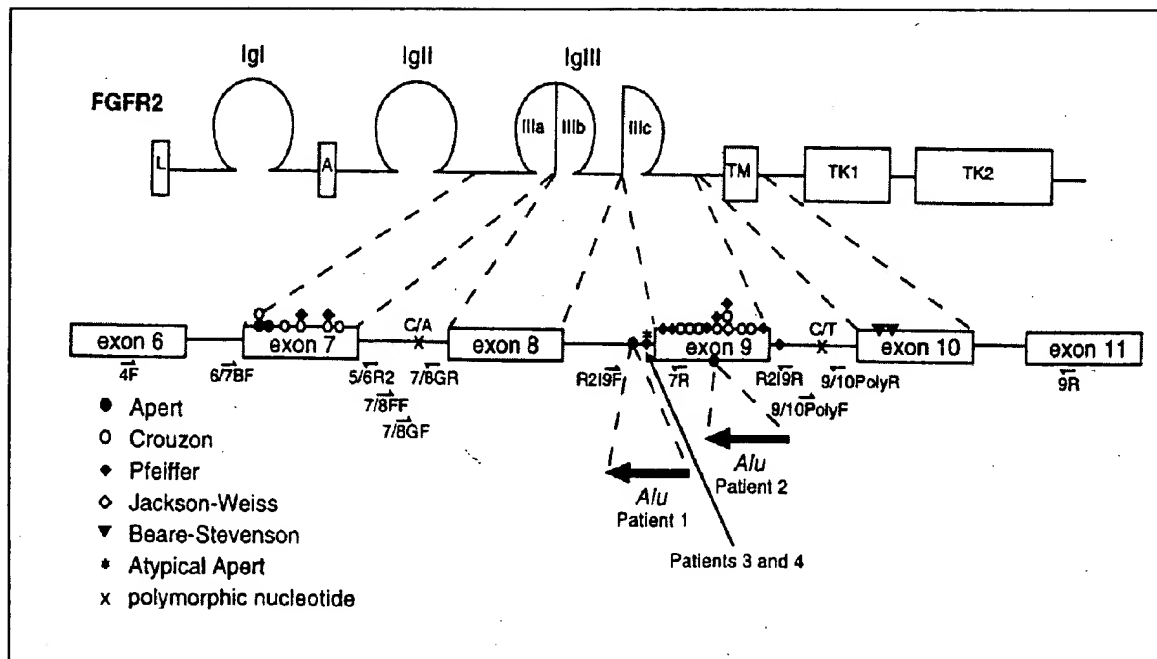 IgI IgII IgIII
FGFR2
IIIa IIIb IIIc
L A TM TK1 TK2
C/A C/T
exon 6 exon 7 exon 8 exon 9 exon 10 exon 11
4F 6/7BF 5/6R2 7/8GR R2I9F 7R R2I9R 9/10PolyR 9R
7/8FF 9/10PolyF
7/8GF
Apert
Crouzon
Pfeiffer
Jackson-Weiss
Beare-Stevenson
Atypical Apert
polymorphic nucleotide
Alu
Patient 2
Alu
Patient 1
Patients 3 and 4